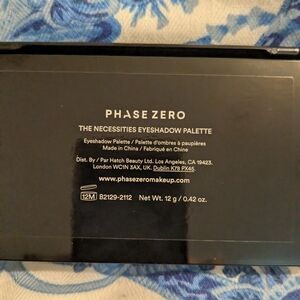 PHASE ZERO
THE NECESSITIES EYESHADOW PALETTE
Eyeshadow Palette / Palette d'ombres à paupières
Made in China / Fabriqué en Chine
Dist. By / Par Hatch Beauty Ltd. Los Angeles, CA 19423.
London WC1N 3AX, UK. Dublin K78 PX46.
www.phasezeromakeup.com
12M B2129-2112 Net Wt. 12 g / 0.42 oz.